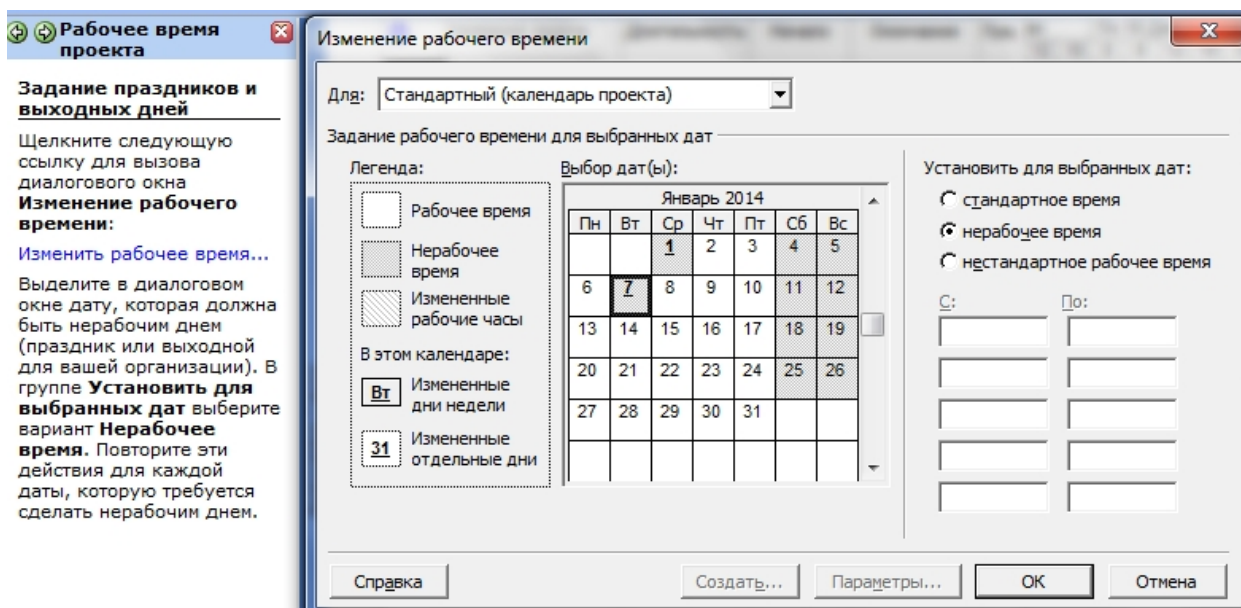 Рабочее время
проекта
Задание праздников и
выходных дней
Щелкните следующую
ссылку для вызова
диалогового окна
Изменение рабочего
времени:
Изменить рабочее время...
Выделите в диалоговом
окне дату, которая должна
быть нерабочим днем
(праздник или выходной
для вашей организации). В
группе Установить для
выбранных дат выберите
вариант Нерабочее
время. Повторите эти
действия для каждой
даты, которую требуется
сделать нерабочим днем.
Изменение рабочего времени
Для: Стандартный (календарь проекта)
Задание рабочего времени для выбранных дат
Легенда:
Рабочее время
Нерабочее
время
Измененные
рабочие часы
В этом календаре:
Вт Измененные
дни недели
31 Измененные
отдельные дни
Выбор дат(ы):
Январь 2014
Пн Вт Ср Чт Пт Сб Вс
1 2 3 4 5
6 7 8 9 10 11 12
13 14 15 16 17 18 19
20 21 22 23 24 25 26
27 28 29 30 31
Установить для выбранных дат:
стандартное время
нерабочее время
нестандартное рабочее время
С: По:
Справка Создать... Параметры... ОК Отмена